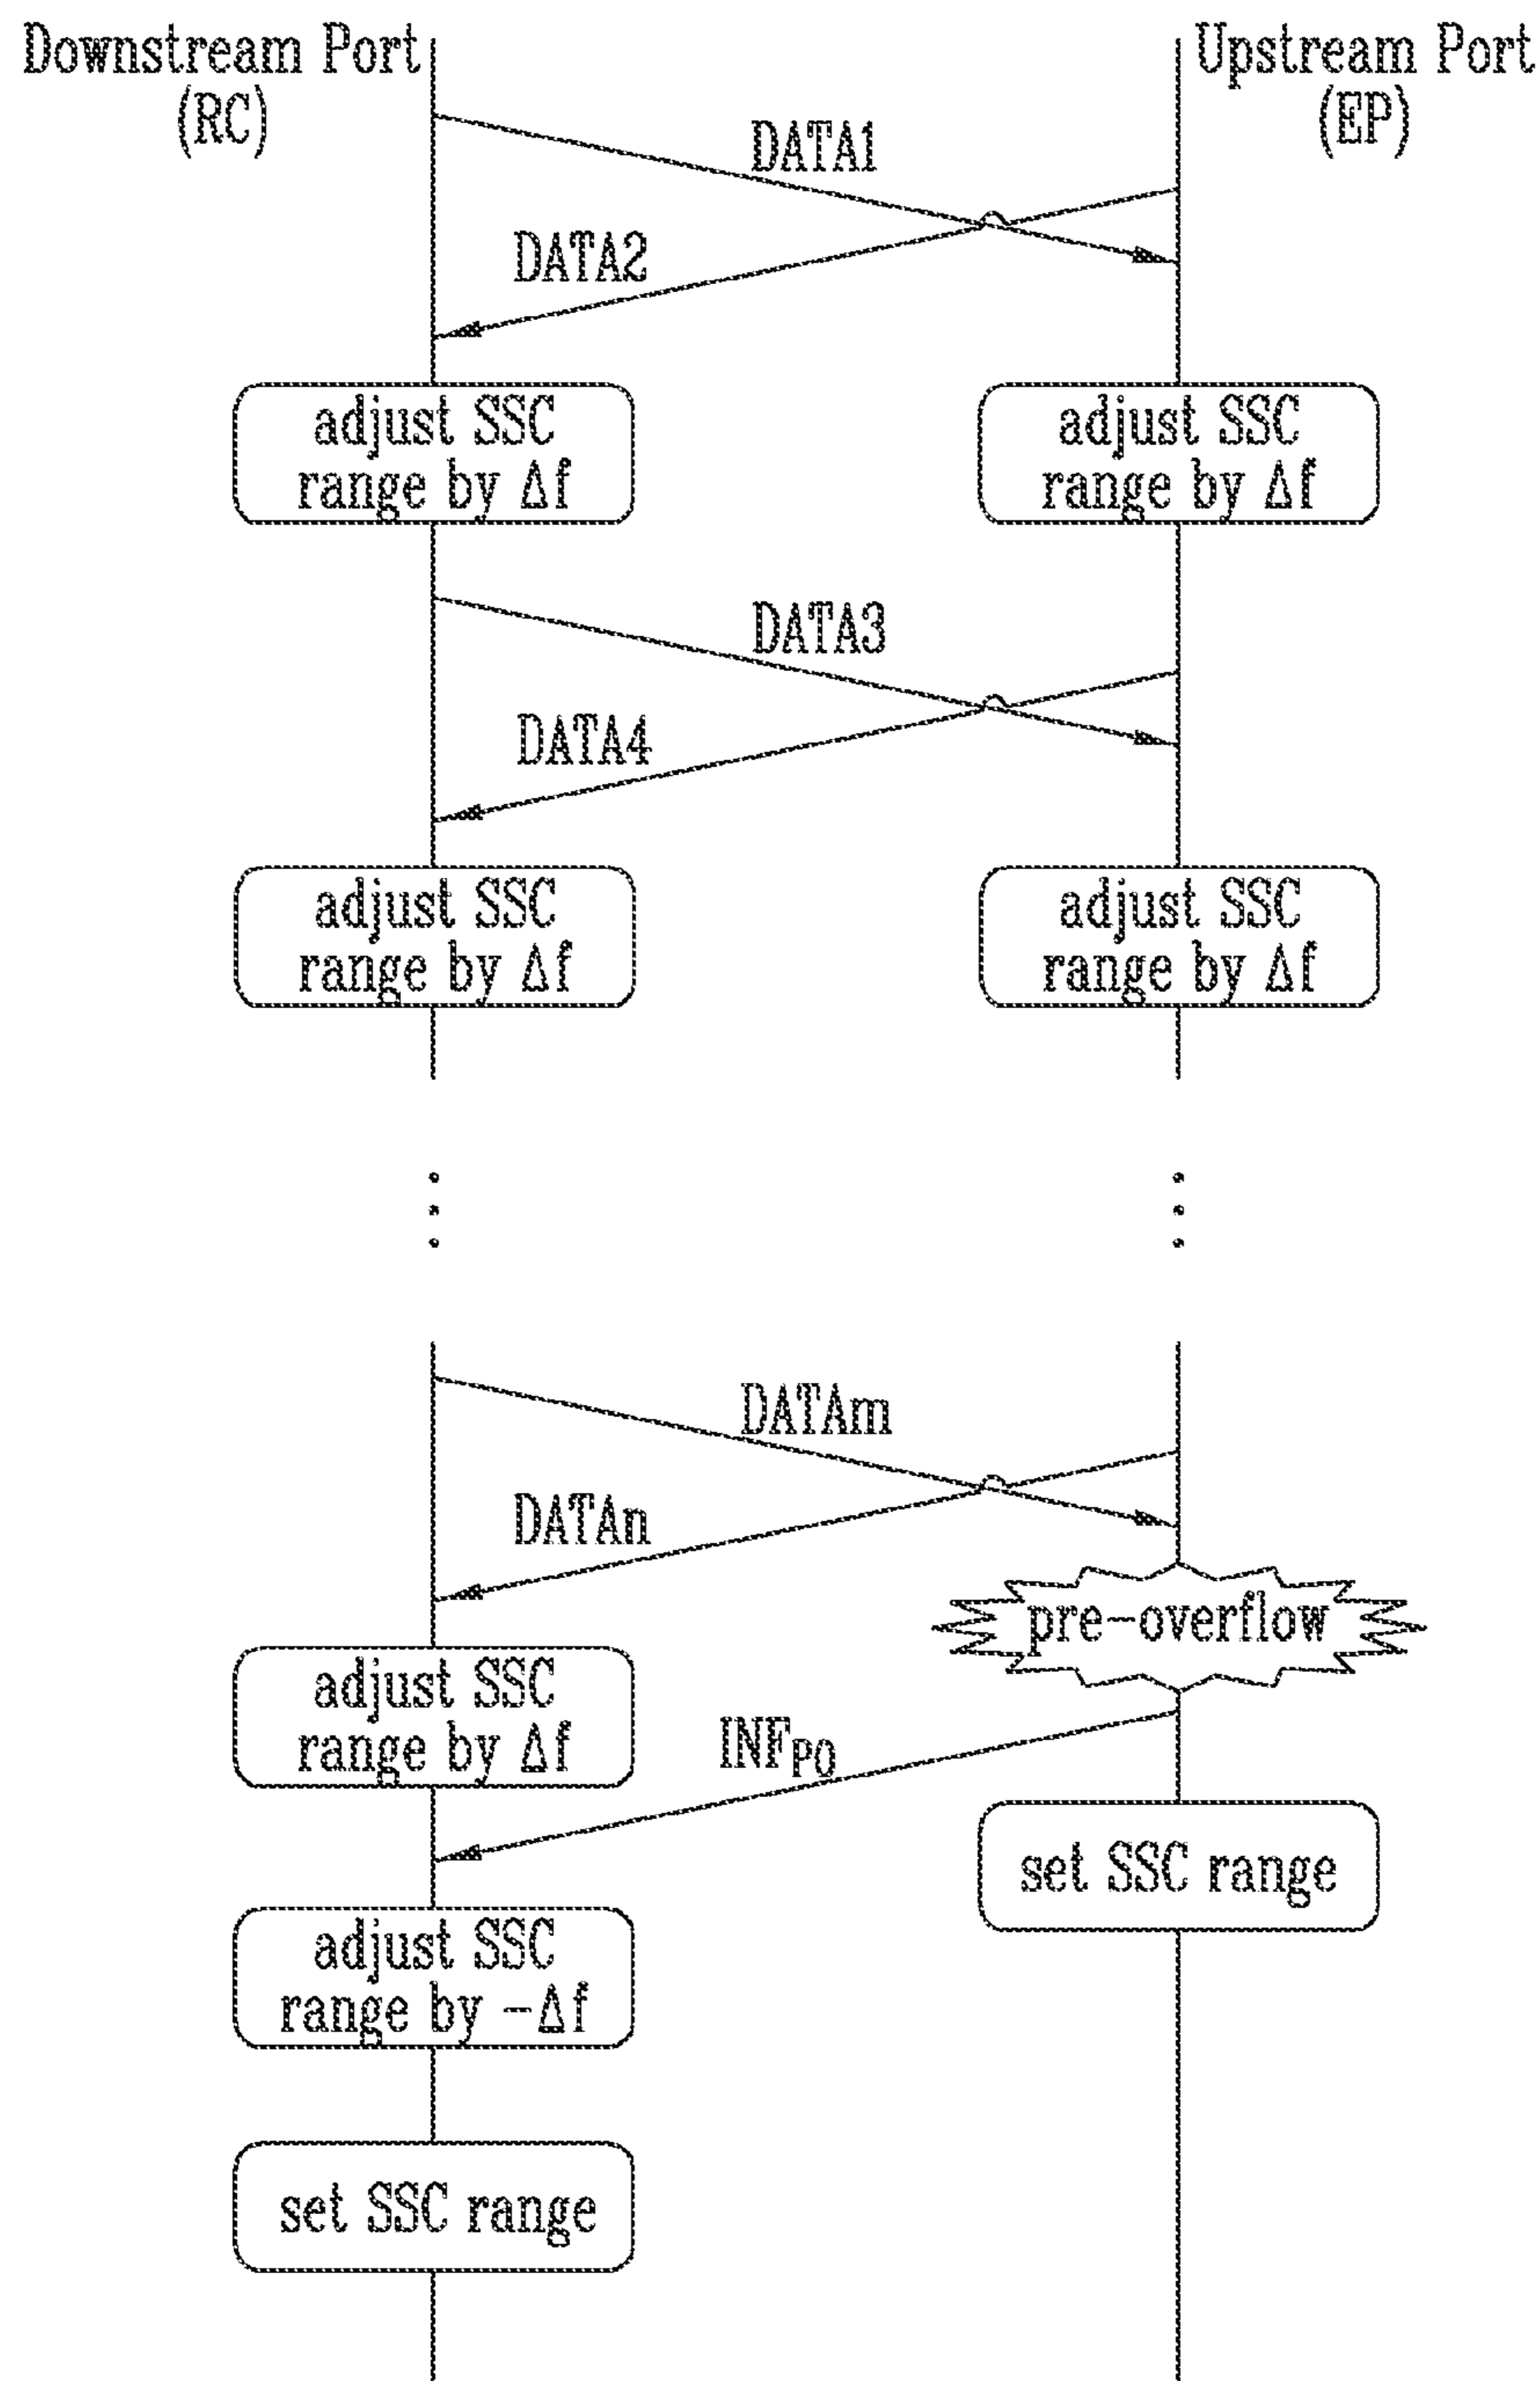 Downstream Port
(RC)
Upstream Port
(EP)
DATA1
DATA2
adjust SSC
range by Δf
adjust SSC
range by Δf
DATA3
DATA4
adjust SSC
range by Δf
adjust SSC
range by Δf
DATAm
DATAn
pre-overflow
adjust SSC
range by Δf
INFPO
set SSC range
adjust SSC
range by -Δf
set SSC range